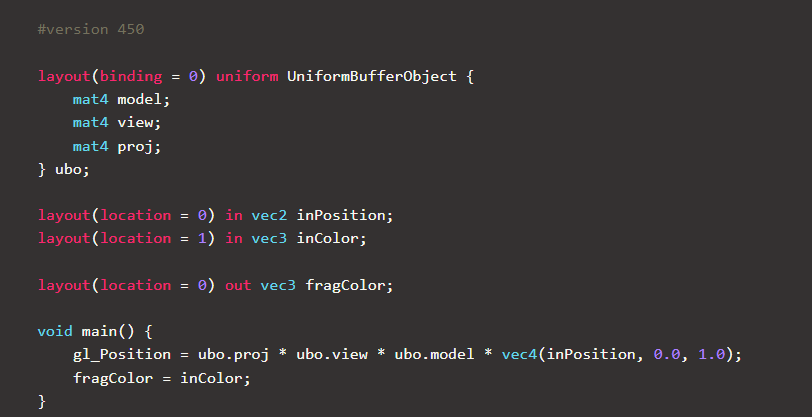 #version 450
layout(binding = 0) uniform UniformBufferObject {
    mat4 model;
    mat4 view;
    mat4 proj;
} ubo;
layout(location = 0) in vec2 inPosition;
layout(location = 1) in vec3 inColor;
layout(location = 0) out vec3 fragColor;
void main() {
    gl_Position = ubo.proj * ubo.view * ubo.model * vec4(inPosition, 0.0, 1.0);
    fragColor = inColor;
}